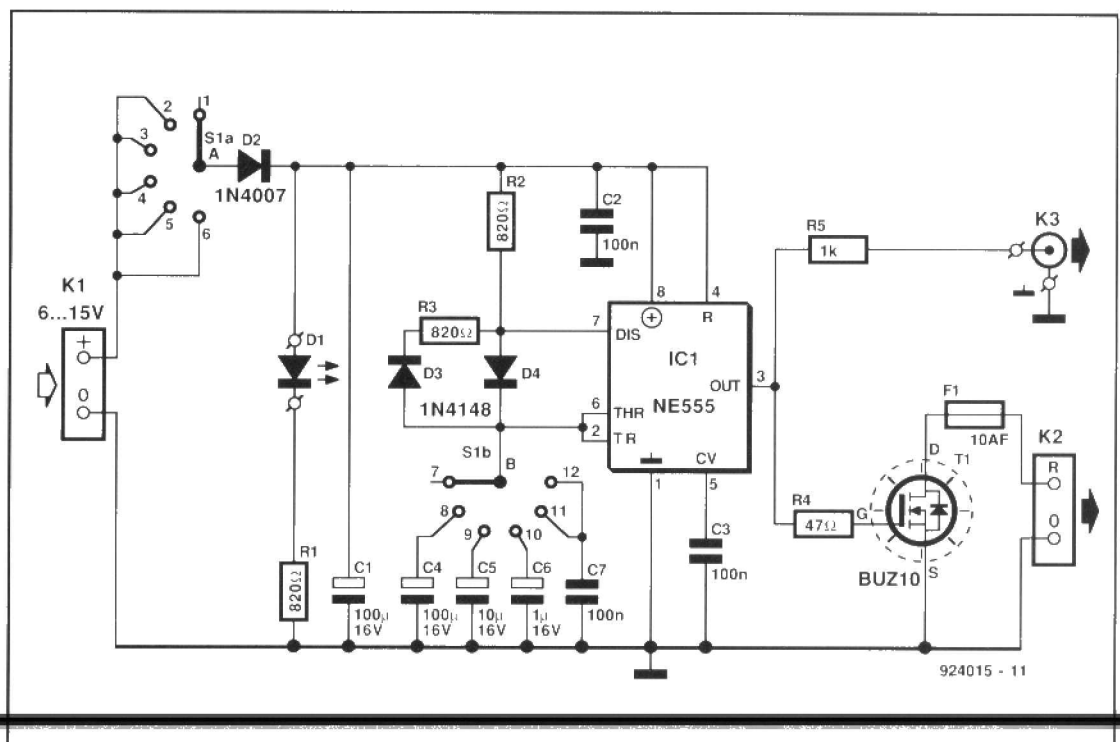 1
2
3
S1a
A
D2
1N4007
4
5
6
K1
6...15V
+
0
D1
R1
820Ω
C1
100µ
16V
R2
820Ω
C2
100n
R3
820Ω
D3
D4
1N4148
S1b
B
7
8
9
10
11
12
C4
100µ
16V
C5
10µ
16V
C6
1µ
16V
C7
100n
8
4
R
7
DIS
IC1
OUT
3
NE555
6
THR
2
TR
CV
1
5
C3
100n
R5
1k
K3
F1
10AF
K2
R
0
R4
47Ω
G
D
T1
S
BUZ10
924015 - 11